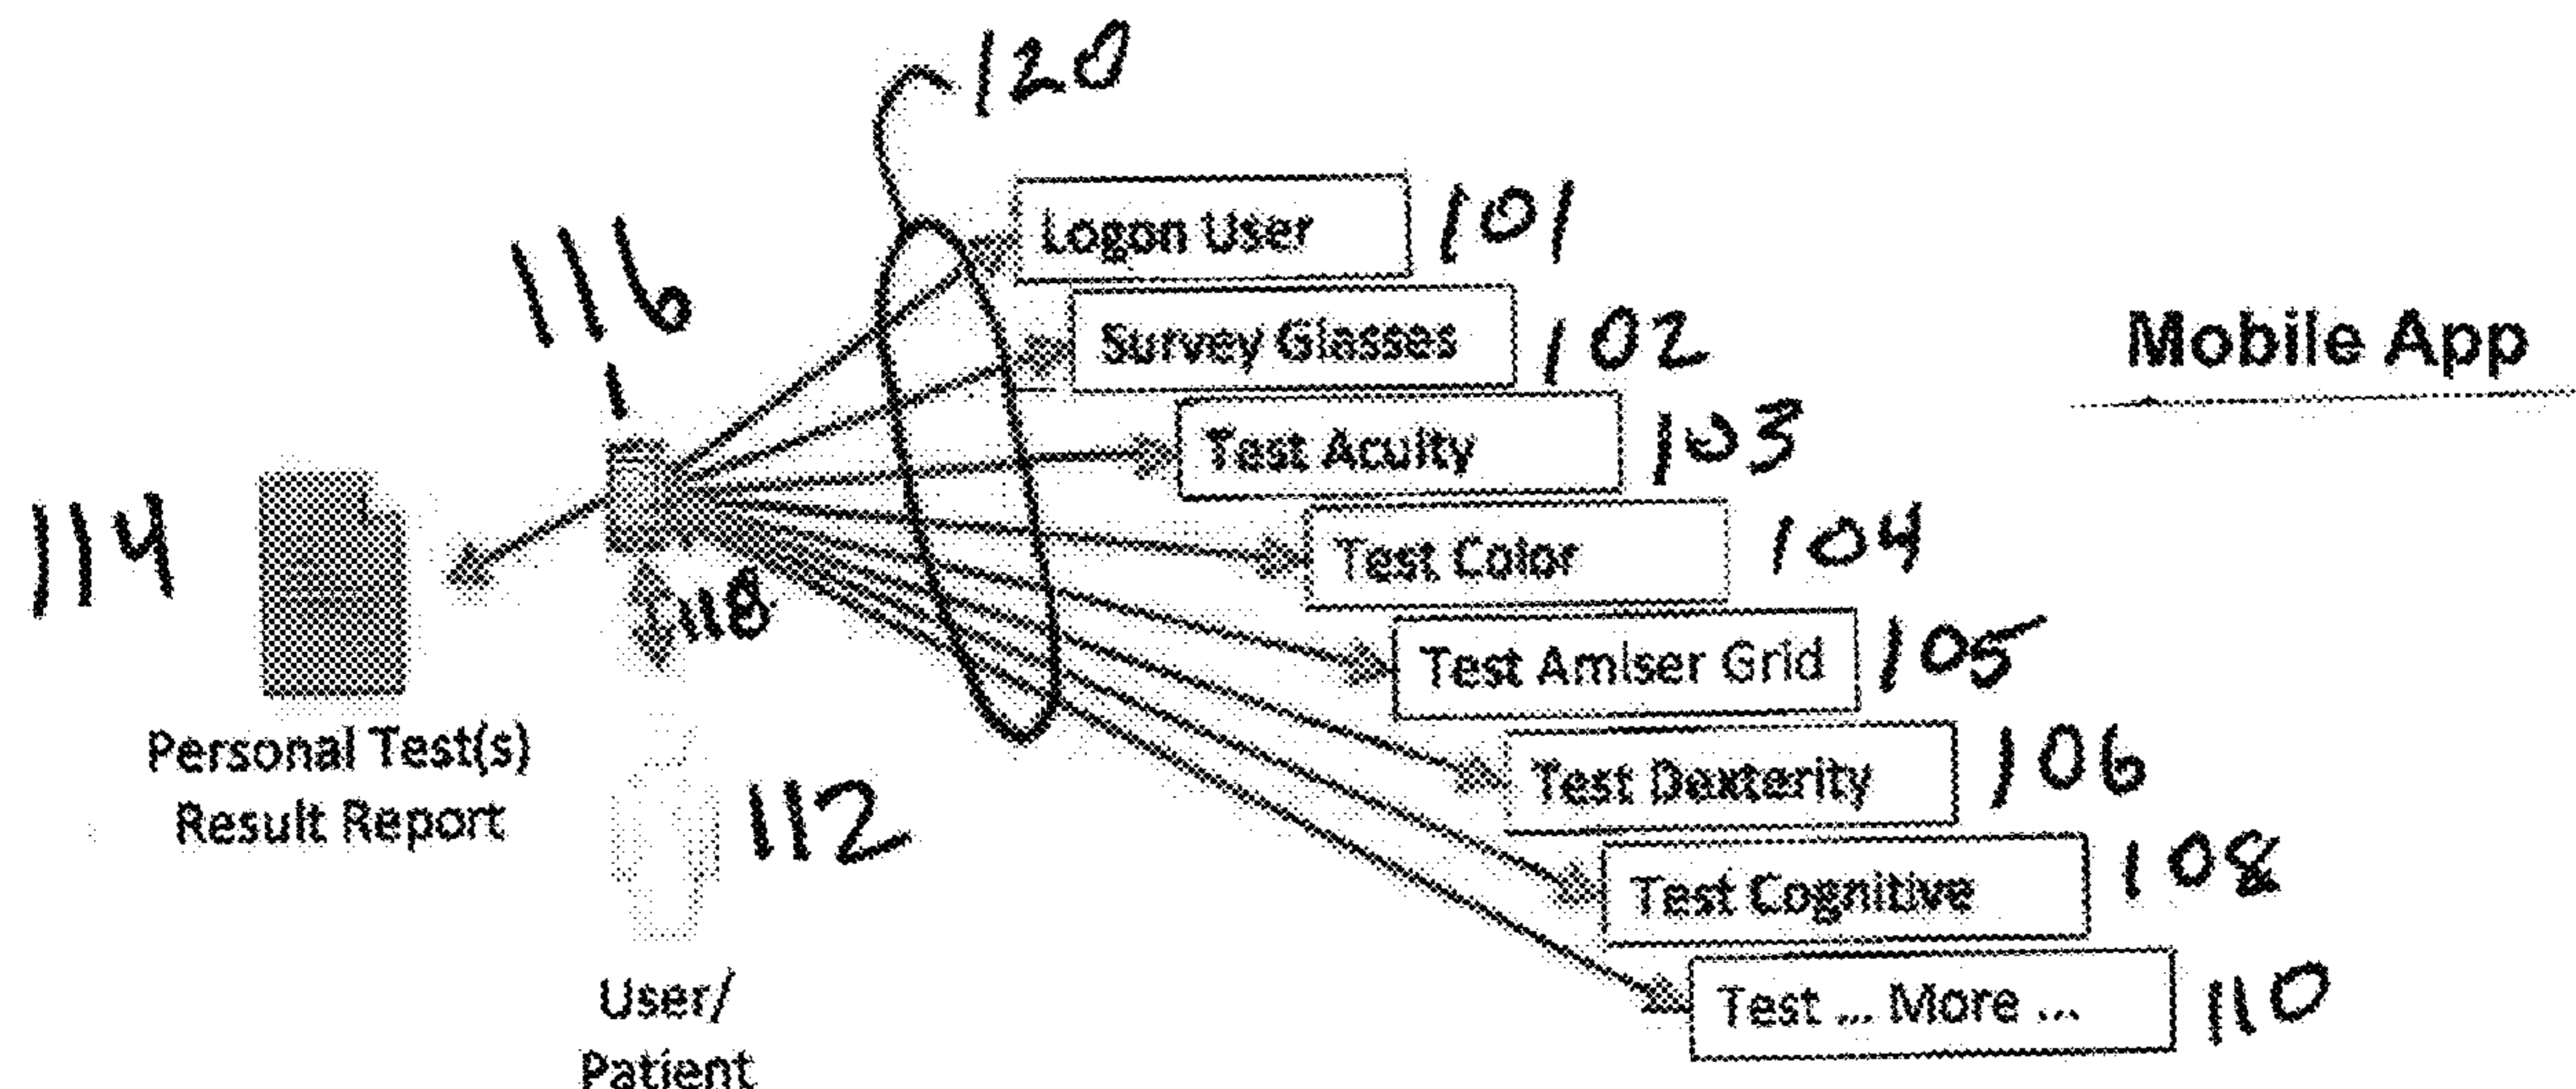 120
Logon User 101
116
Survey Glasses 102
Mobile App
Test Acuity 103
114
Test Color 104
118
Test Amlser Grid 105
Personal Test(s)
Result Report
Test Dexterity 106
112
Test Cognitive 108
User/
Patient
Test ... More ... 110